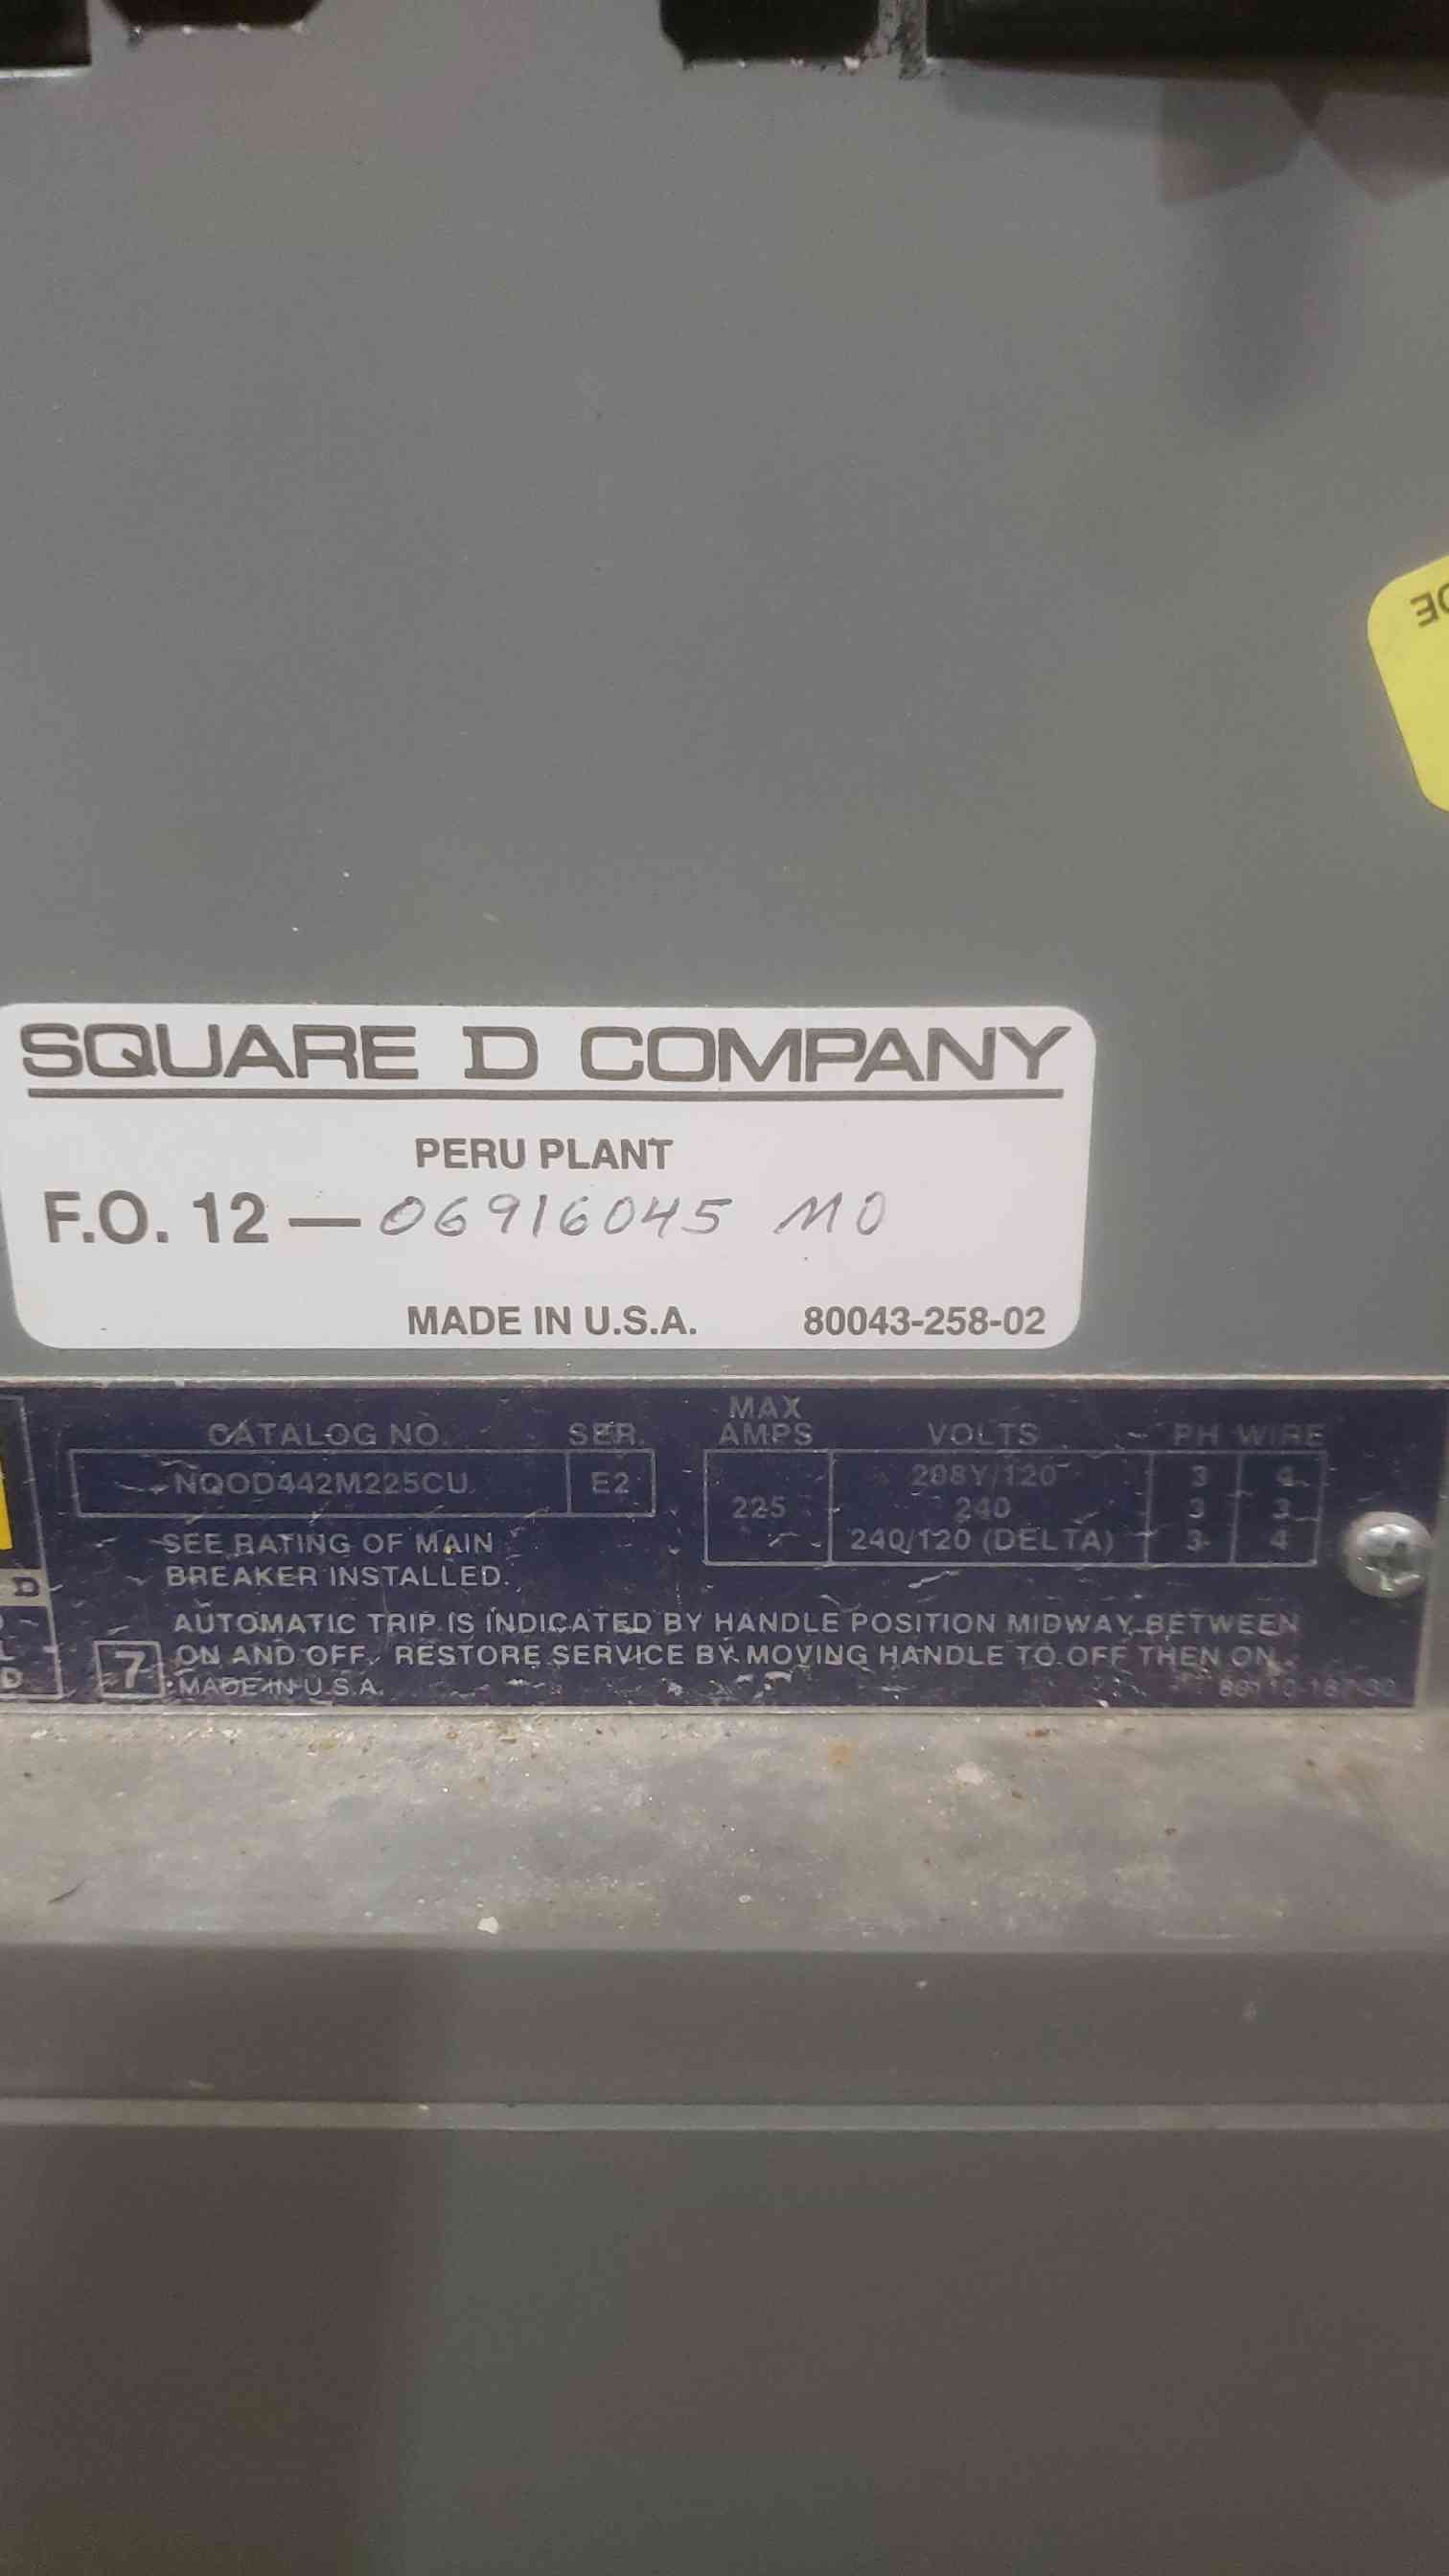 SQUARE D COMPANY
PERU PLANT
F.O. 12 — 06916045 MO
MADE IN U.S.A. 80043-258-02
CATALOG NO. SER. MAX AMPS VOLTS PH WIRE
NQOD442M225CU E2
225
208Y/120 3 4
240 3 3
240/120 (DELTA) 3 4
SEE RATING OF MAIN
BREAKER INSTALLED.
AUTOMATIC TRIP IS INDICATED BY HANDLE POSITION MIDWAY BETWEEN
ON AND OFF. RESTORE SERVICE BY MOVING HANDLE TO OFF THEN ON.
7
MADE IN U.S.A.
D
L
D